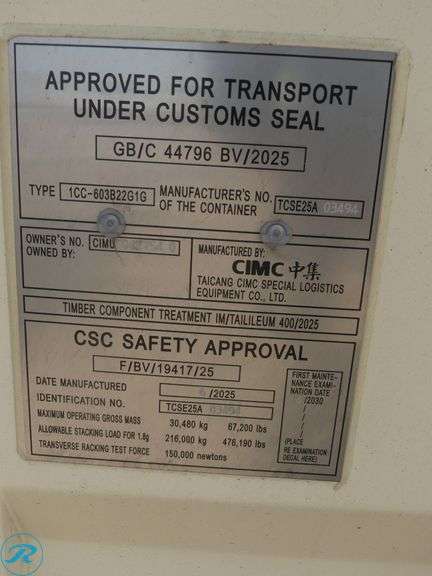 APPROVED FOR TRANSPORT
UNDER CUSTOMS SEAL
GB/C 44796 BV/2025
TYPE 1CC-603B22G1G MANUFACTURER'S NO. OF THE CONTAINER TCSE25A 03494
OWNER'S NO. CIMU
OWNED BY:
MANUFACTURED BY:
CIMC 中集
TAICANG CIMC SPECIAL LOGISTICS
EQUIPMENT CO., LTD.
TIMBER COMPONENT TREATMENT IM/TAILILEUM 400/2025
CSC SAFETY APPROVAL
F/BV/19417/25
DATE MANUFACTURED /2025
IDENTIFICATION NO. TCSE25A 03494
MAXIMUM OPERATING GROSS MASS 30,480 kg 67,200 lbs
ALLOWABLE STACKING LOAD FOR 1.8g 216,000 kg 476,190 lbs
TRANSVERSE RACKING TEST FORCE 150,000 newtons
FIRST MAINTE-
NANCE EXAMI-
NATION DATE
/2030
(PLACE
RE EXAMINATION
DECAL HERE)
R